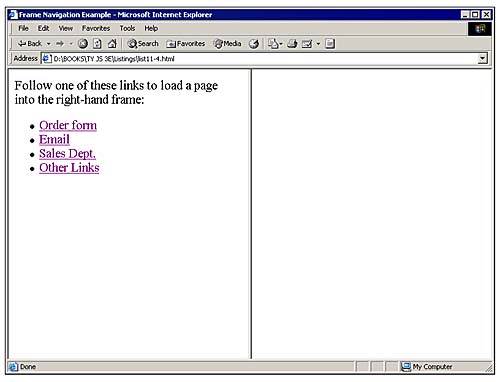 Frame Navigation Example - Microsoft Internet Explorer
File Edit View Favorites Tools Help
Back Search Favorites Media
Address D:\BOOKS\TY JS 3E\Listings\list11-4.html
Follow one of these links to load a page
into the right-hand frame:
Order form
Email
Sales Dept.
Other Links
Done My Computer